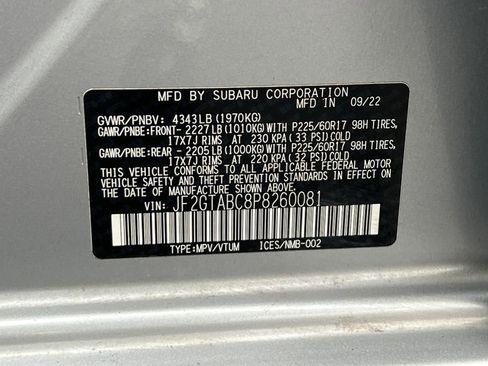 MFD BY SUBARU CORPORATION
MFD IN 09/22
GVWR/PNBV: 4343LB(1970KG)
GAWR/PNBE:FRONT- 2227LB(1010KG)WITH P225/60R17 98H TIRES,
17X7J RIMS, AT 230 KPA(33 PSI)COLD
GAWR/PNBE:REAR - 2205LB(1000KG)WITH P225/60R17 98H TIRES,
17X7J RIMS, AT 220 KPA(32 PSI)COLD
THIS VEHICLE CONFORMS TO ALL APPLICABLE FEDERAL MOTOR
VEHICLE SAFETY AND THEFT PREVENTION STANDARDS IN EFFECT ON THE
DATE OF MANUFACTURE SHOWN ABOVE.
VIN: JF2GTABC8P8260081
TYPE:MPV/VTUM ICES/NMB-002